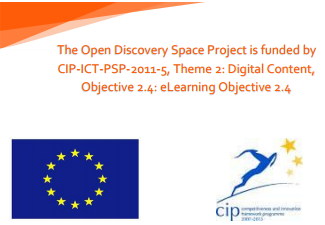 The Open Discovery Space Project is funded by
CIP-ICT-PSP-2011-5, Theme 2: Digital Content,
Objective 2.4: eLearning Objective 2.4
cip
competitiveness and innovation
framework programme
2007-2013